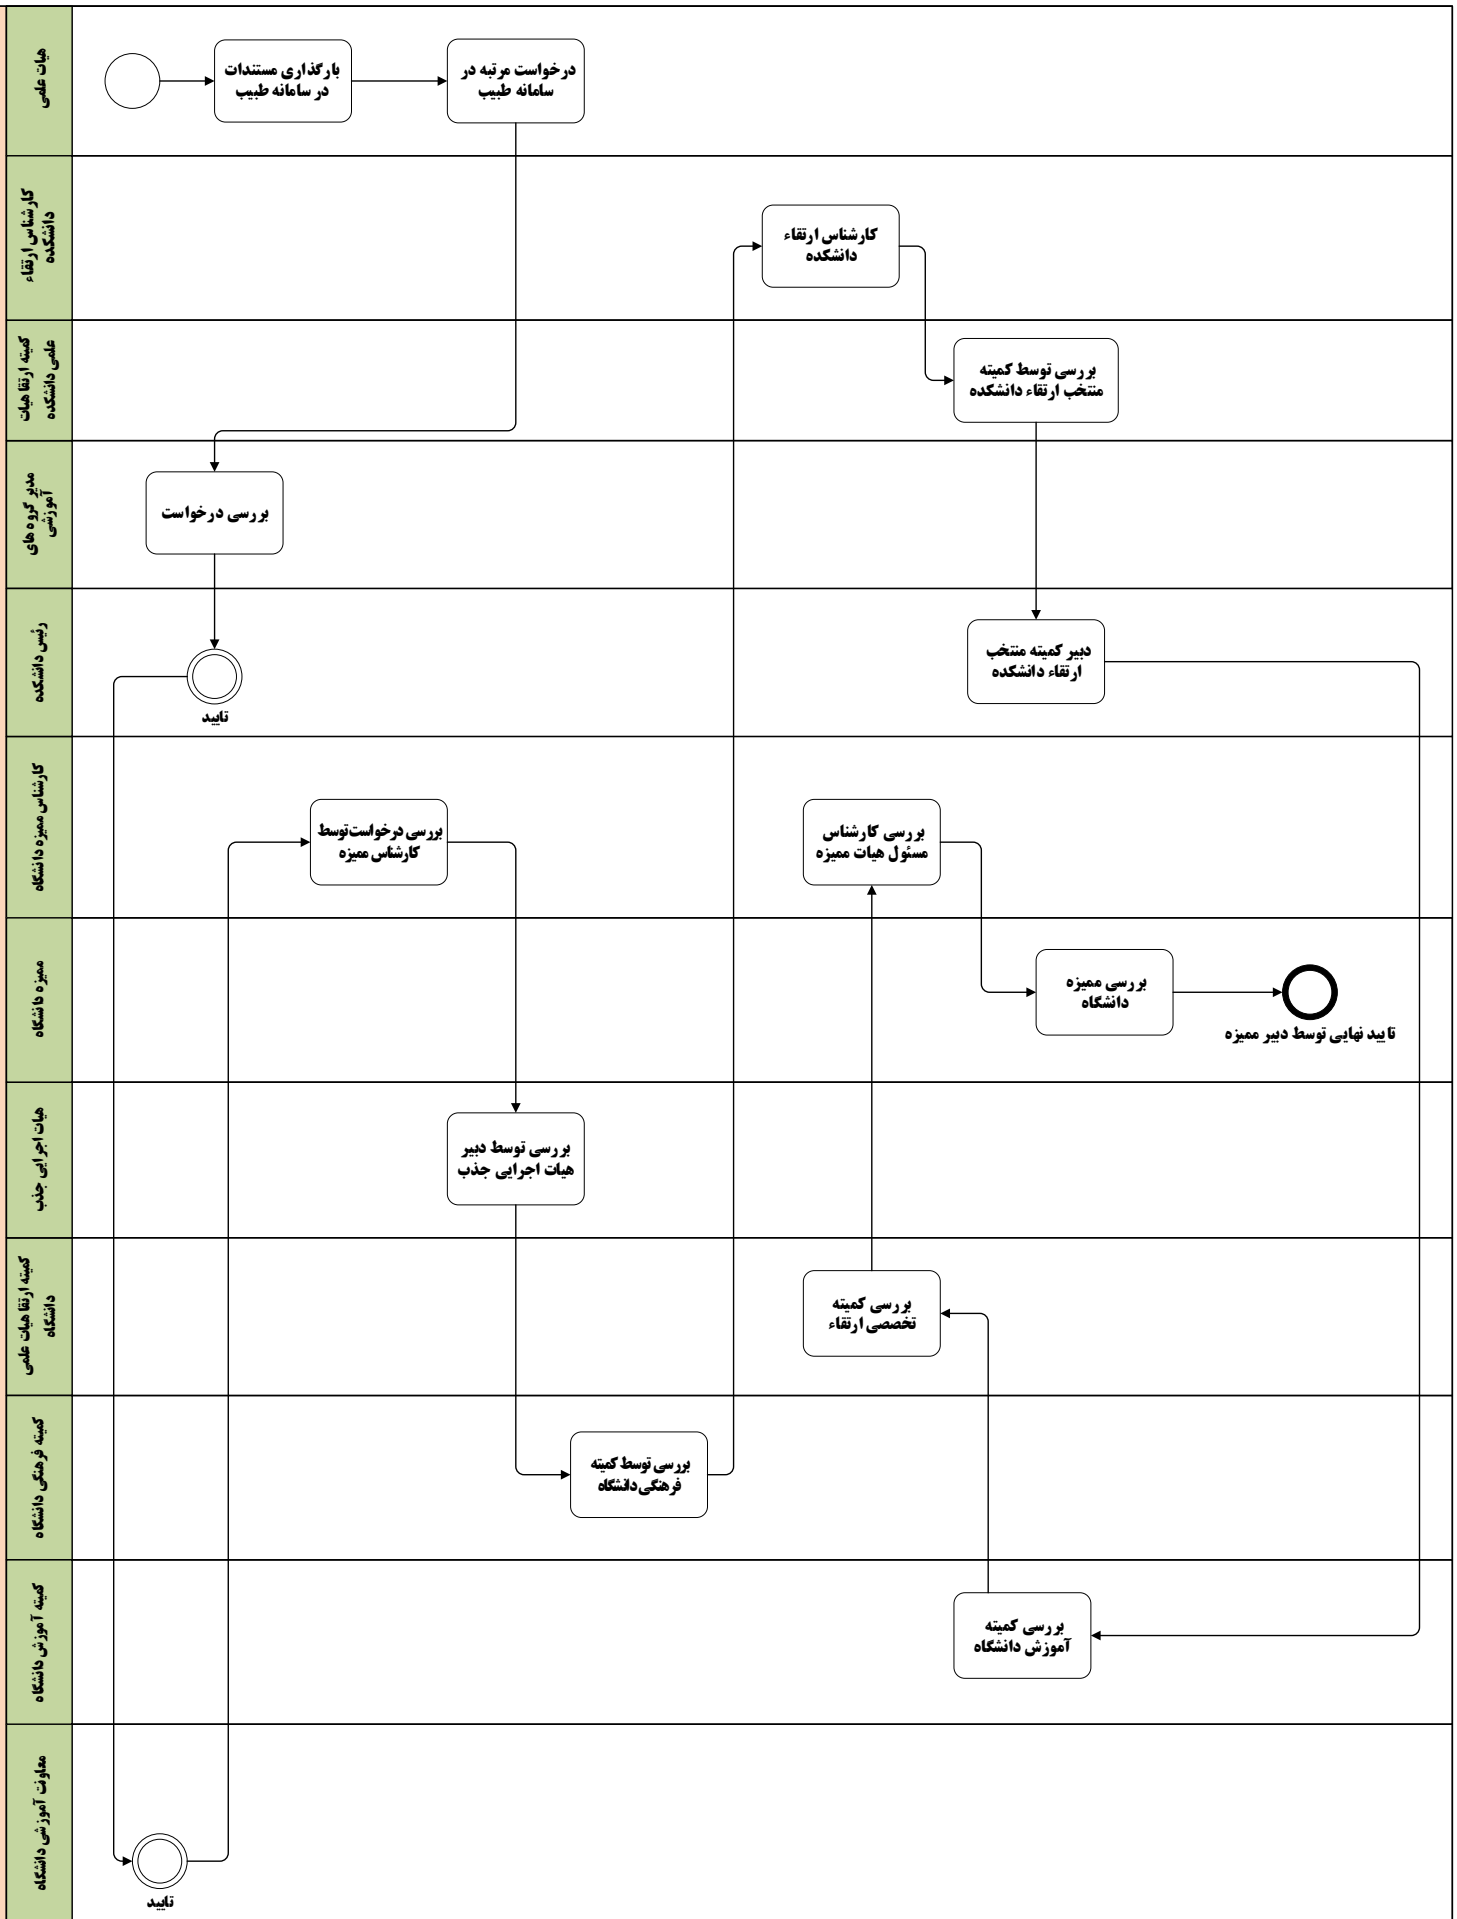 هیات علمی
بارگذاری مستندات
در سامانه طبیب
درخواست مرتبه در
سامانه طبیب
کارشناس ارتقاء
دانشکده
کارشناس ارتقاء
دانشکده
کمیته ارتقا هیات
علمی دانشکده
بررسی توسط کمیته
منتخب ارتقاء دانشکده
مدیر گروه های
آموزشی
بررسی درخواست
رئیس دانشکده
تایید
دبیر کمیته منتخب
ارتقاء دانشکده
کارشناس ممیزه دانشگاه
بررسی درخواست توسط
کارشناس ممیزه
بررسی کارشناس
مسئول هیات ممیزه
ممیزه دانشگاه
بررسی ممیزه
دانشگاه
تایید نهایی توسط دبیر ممیزه
هیات اجرایی جذب
بررسی توسط دبیر
هیات اجرایی جذب
کمیته ارتقا هیات علمی
دانشگاه
بررسی کمیته
تخصصی ارتقاء
کمیته فرهنگی دانشگاه
بررسی توسط کمیته
فرهنگی دانشگاه
کمیته آموزش دانشگاه
بررسی کمیته
آموزش دانشگاه
معاونت آموزشی دانشگاه
تایید